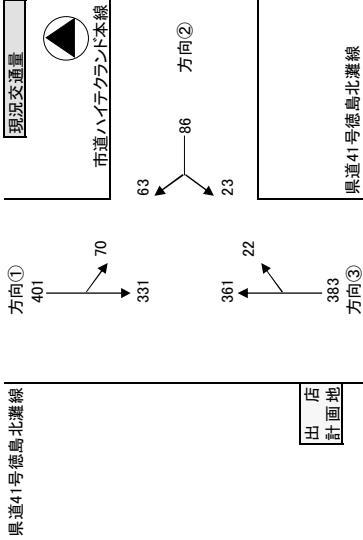 現況交通量
市道ハイテクランド本線
方向②
86
63
23
県道41号徳島北灘線
方向①
401
70
331
22
361
383
方向③
県道41号徳島北灘線
出店
計画地